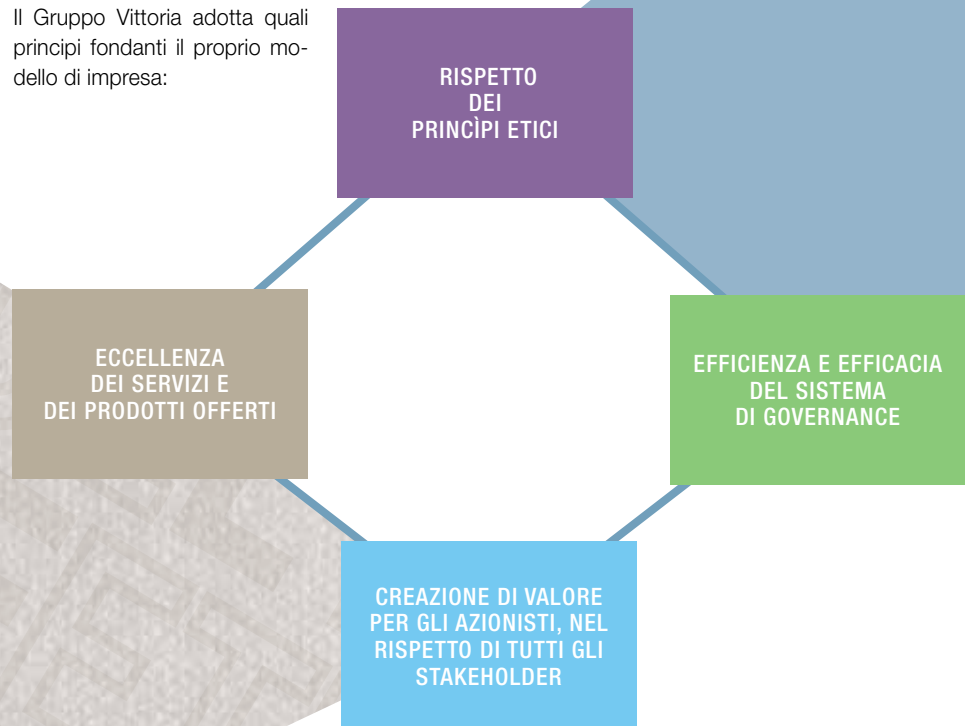 Il Gruppo Vittoria adotta quali
principi fondanti il proprio mo-
dello di impresa:
RISPETTO
DEI
PRINCÌPI ETICI
ECCELLENZA
DEI SERVIZI E
DEI PRODOTTI OFFERTI
EFFICIENZA E EFFICACIA
DEL SISTEMA
DI GOVERNANCE
CREAZIONE DI VALORE
PER GLI AZIONISTI, NEL
RISPETTO DI TUTTI GLI
STAKEHOLDER